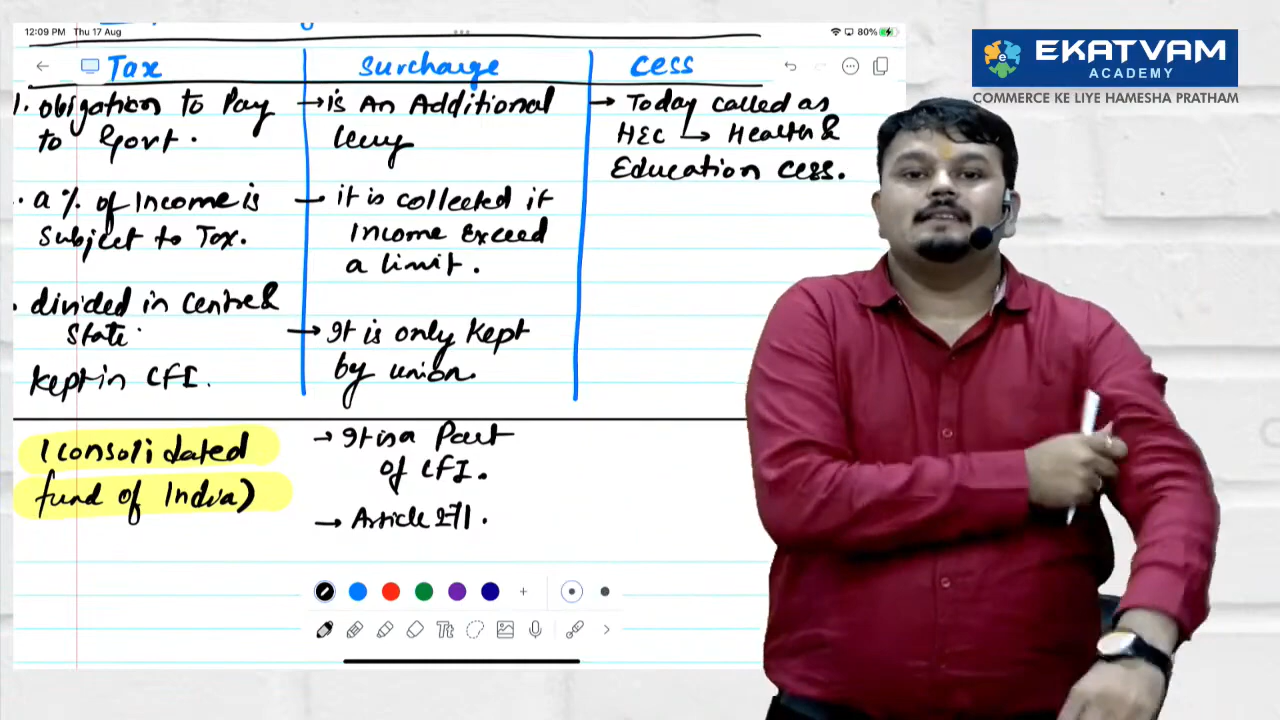 12:09 PM Thu 17 Aug
80%
EKATVAM
ACADEMY
COMMERCE KE LIYE HAMESHA PRATHAM
Tax
1. obligation to Pay
to Govt.
. a % of Income is
Subject to Tax.
. divided in Centre &
State
kept in CFI.
(Consolidated
fund of India)
Surcharge
→ is An Additional
levy
it is collected if
Income Exceed
a limit.
→ It is only kept
by union.
→ It is a Part
of CFI.
→ Article 271.
Cess
→ Today called as
HEC → Health &
Education cess.
Tt